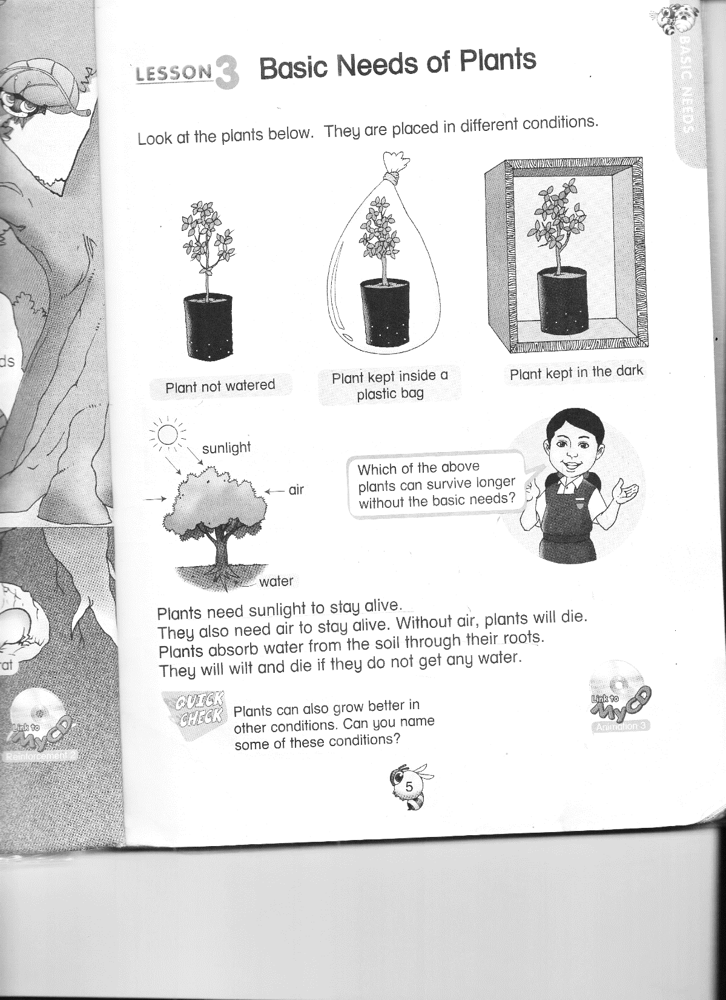 BASIC NEEDS
LESSON 3 Basic Needs of Plants
Look at the plants below. They are placed in different conditions.
Plant not watered
Plant kept inside a
plastic bag
Plant kept in the dark
sunlight
air
water
Which of the above
plants can survive longer
without the basic needs?
Plants need sunlight to stay alive.
They also need air to stay alive. Without air, plants will die.
Plants absorb water from the soil through their roots.
They will wilt and die if they do not get any water.
QUICK
CHECK
Plants can also grow better in
other conditions. Can you name
some of these conditions?
Link to
MyCD
Animation 3
5
ds
rat
Link to
MyCD
Reinforcement 2